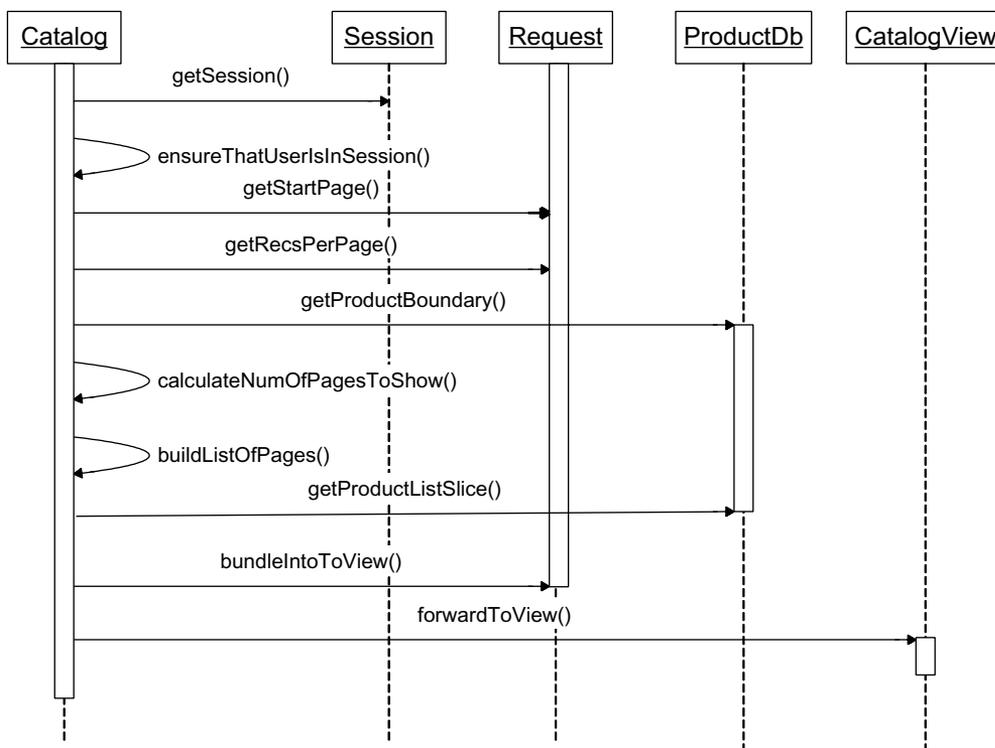 Catalog
Session
Request
ProductDb
CatalogView
getSession()
ensureThatUserIsInSession()
getStartPage()
getRecsPerPage()
getProductBoundary()
calculateNumOfPagesToShow()
buildListOfPages()
getProductListSlice()
bundleIntoToView()
forwardToView()